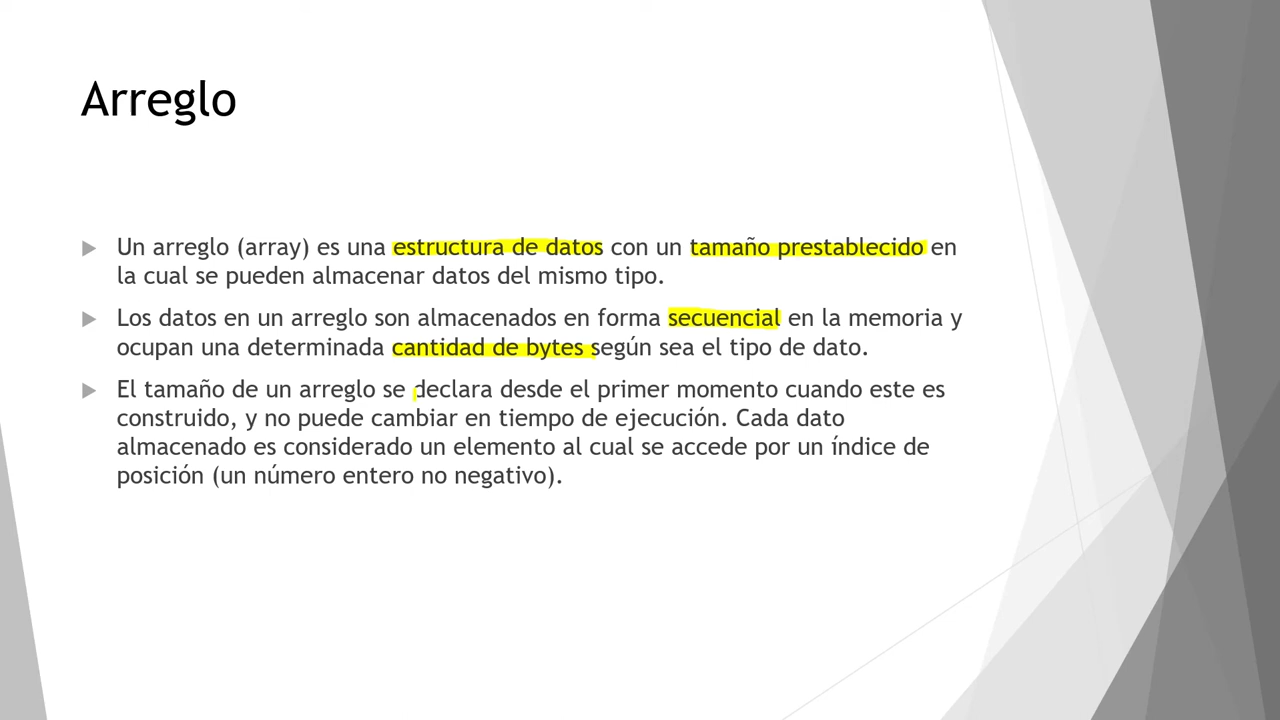 Arreglo
Un arreglo (array) es una estructura de datos con un tamaño prestablecido en
la cual se pueden almacenar datos del mismo tipo.
Los datos en un arreglo son almacenados en forma secuencial en la memoria y
ocupan una determinada cantidad de bytes según sea el tipo de dato.
El tamaño de un arreglo se declara desde el primer momento cuando este es
construido, y no puede cambiar en tiempo de ejecución. Cada dato
almacenado es considerado un elemento al cual se accede por un índice de
posición (un número entero no negativo).